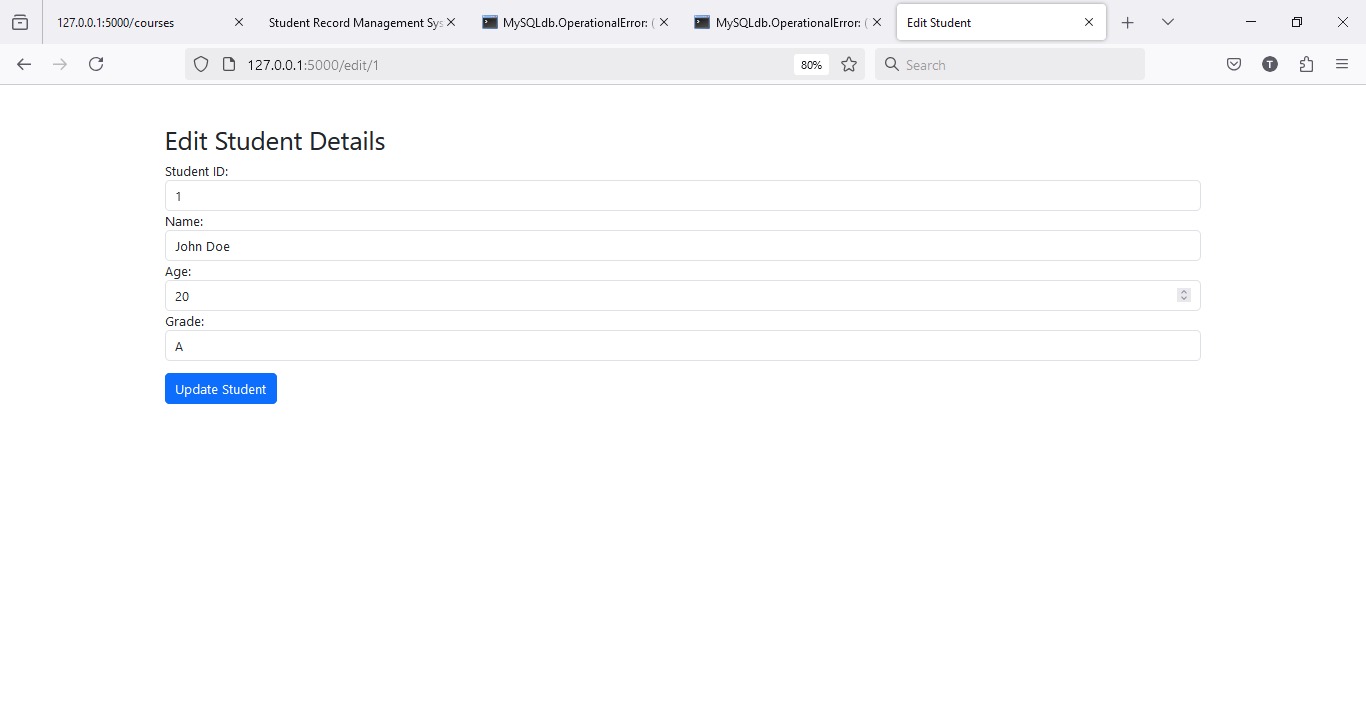 127.0.0.1:5000/courses
Student Record Management Sys
MySQLdb.OperationalError: (
MySQLdb.OperationalError: (
Edit Student
127.0.0.1:5000/edit/1
80%
Search
T
Edit Student Details
Student ID:
1
Name:
John Doe
Age:
20
Grade:
A
Update Student